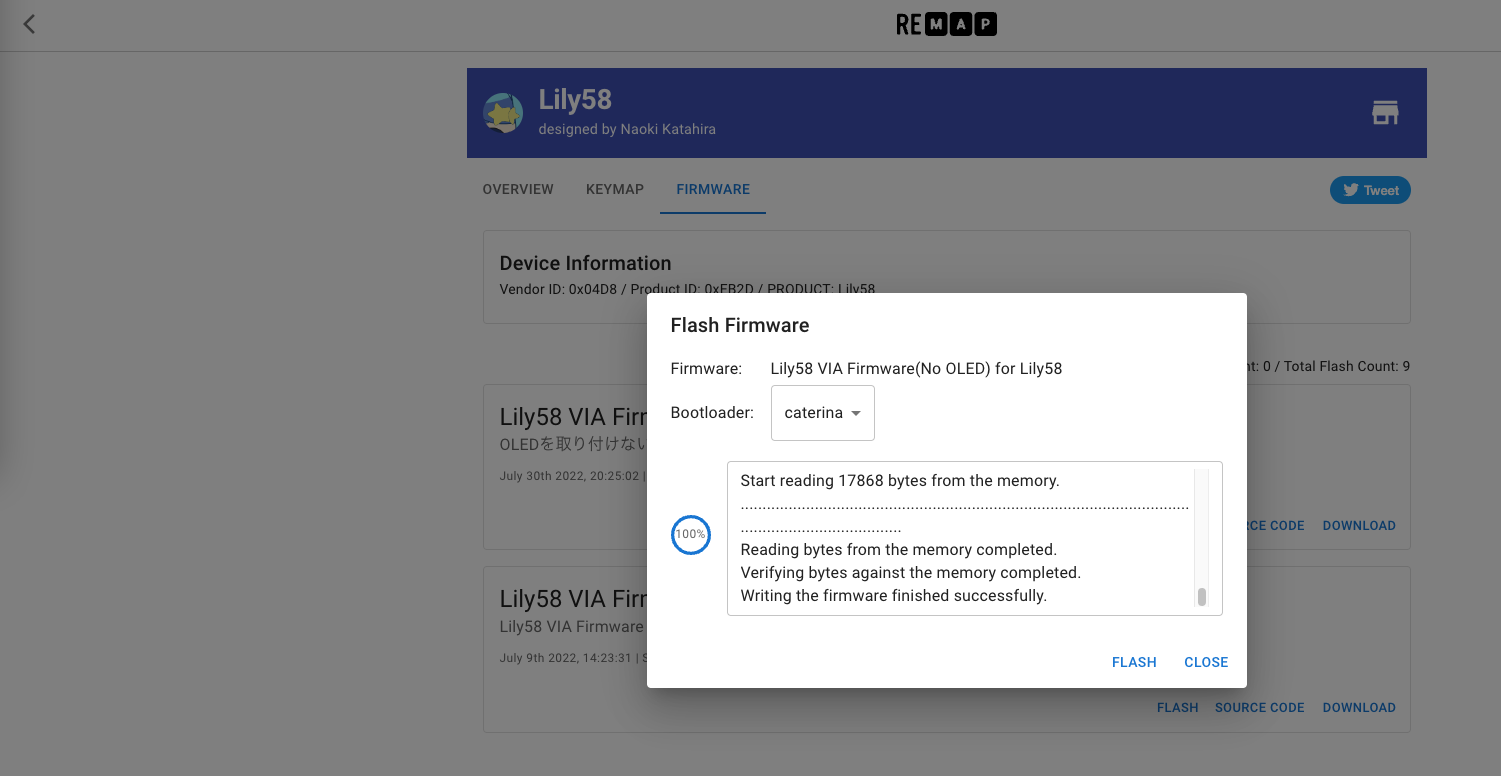 REMAP
Lily58
designed by Naoki Katahira
OVERVIEW KEYMAP FIRMWARE
Tweet
Device Information
Vendor ID: 0x04D8 / Product ID: 0xEB2D / PRODUCT: Lily58
Flash Firmware
Firmware: Lily58 VIA Firmware(No OLED) for Lily58
nt: 0 / Total Flash Count: 9
Bootloader: caterina
Lily58 VIA Firm
OLEDを取り付けない
July 30th 2022, 20:25:02 |
Start reading 17868 bytes from the memory.
........................................................................................................
.....................................
100%
Reading bytes from the memory completed.
Verifying bytes against the memory completed.
Writing the firmware finished successfully.
RCE CODE DOWNLOAD
Lily58 VIA Firm
Lily58 VIA Firmware
July 9th 2022, 14:23:31 | S
FLASH CLOSE
FLASH SOURCE CODE DOWNLOAD